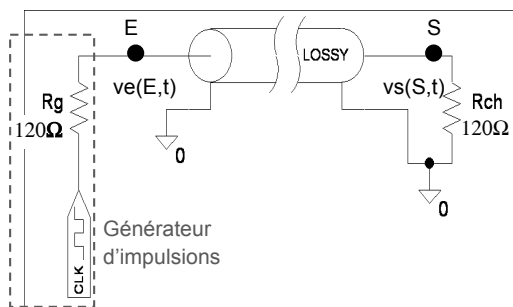 E
S
LOSSY
ve(E,t)
vs(S,t)
Rg
120Ω
Rch
120Ω
0
0
Générateur
d'impulsions
CLK